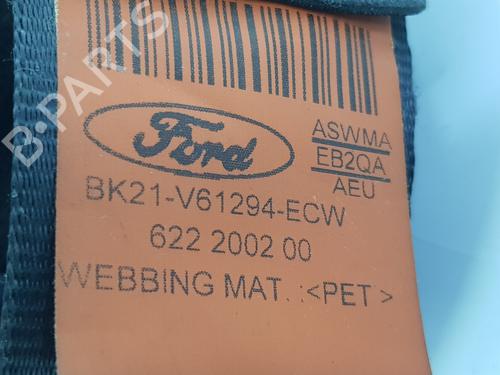 B-PARTS
Ford
ASWMA
EB2QA
AEU
BK21-V61294-ECW
622 2002 00
WEBBING MAT. :<PET>